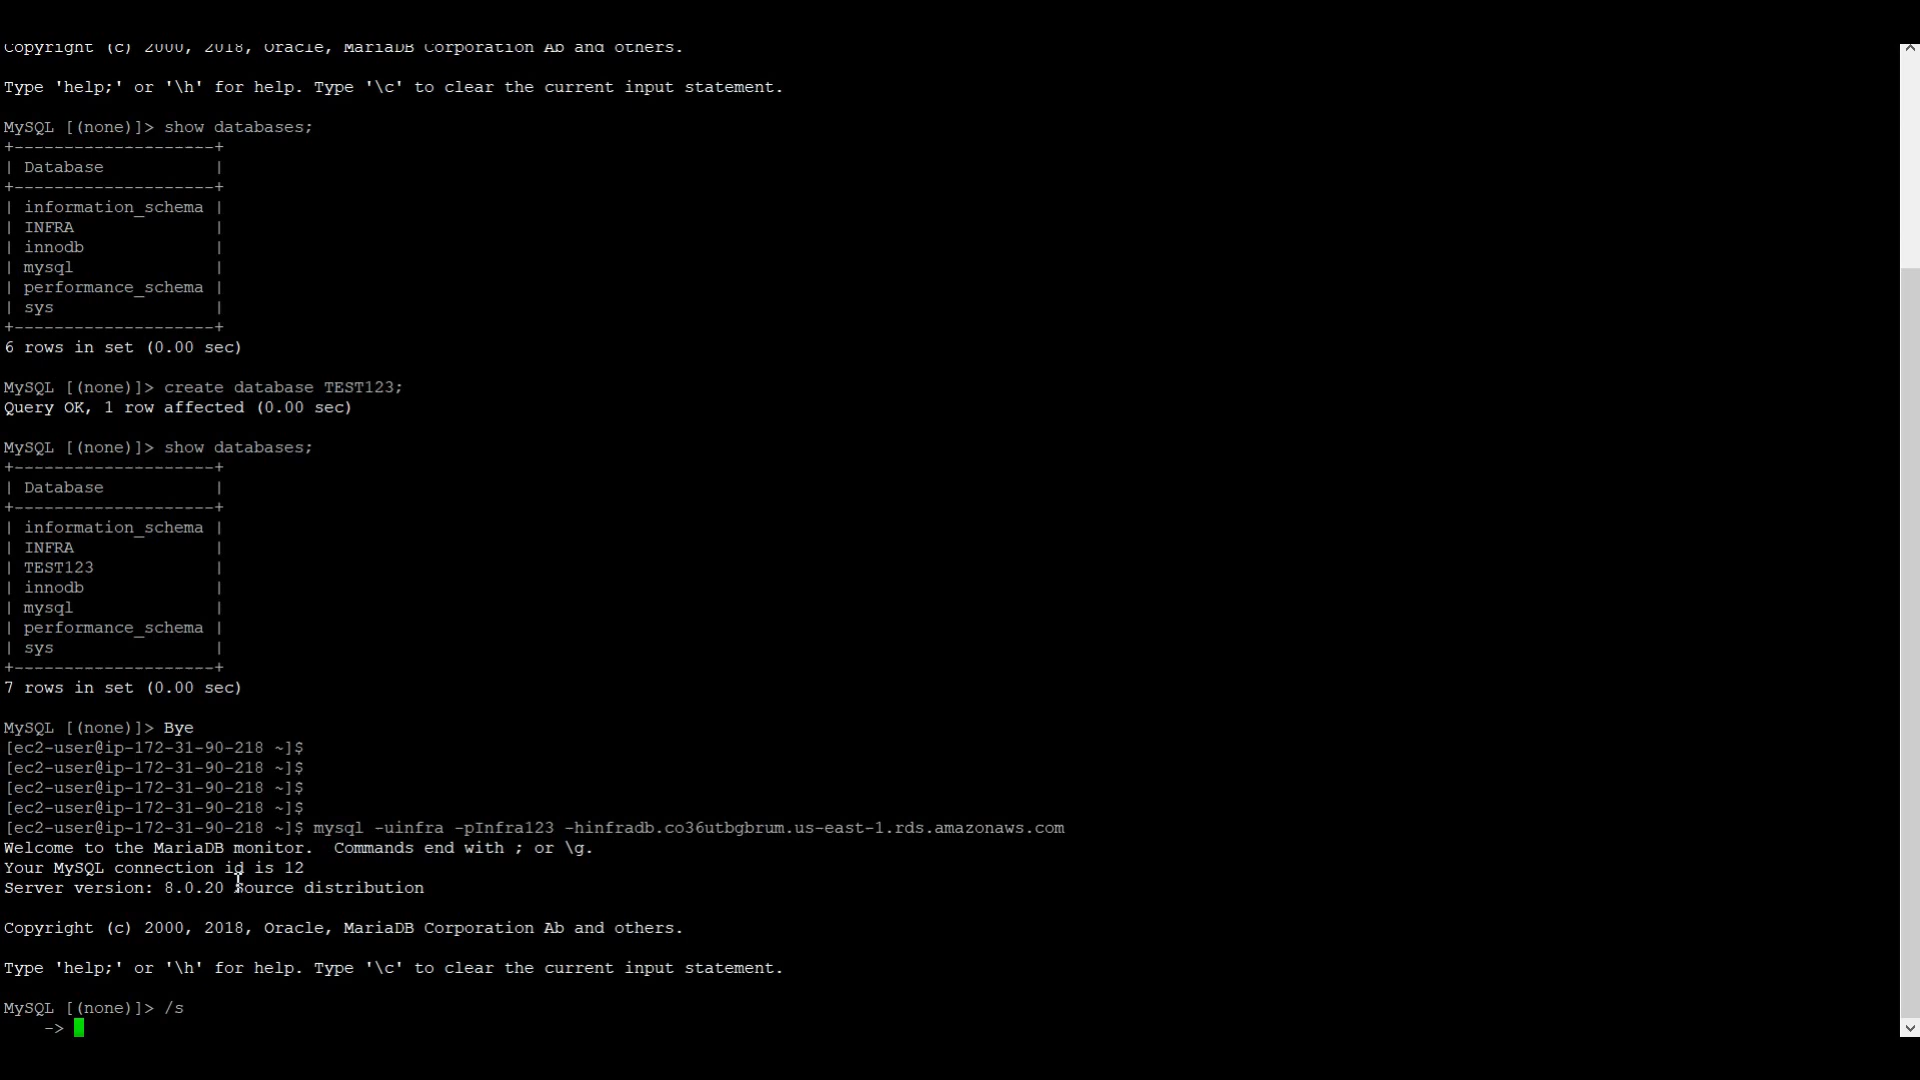 Copyright (c) 2000, 2018, Oracle, MariaDB Corporation Ab and others.
Type 'help;' or '\h' for help. Type '\c' to clear the current input statement.
MySQL [(none)]> show databases;
+--------------------+
| Database           |
+--------------------+
| information_schema |
| INFRA              |
| innodb             |
| mysql              |
| performance_schema |
| sys                |
+--------------------+
6 rows in set (0.00 sec)
MySQL [(none)]> create database TEST123;
Query OK, 1 row affected (0.00 sec)
MySQL [(none)]> show databases;
+--------------------+
| Database           |
+--------------------+
| information_schema |
| INFRA              |
| TEST123            |
| innodb             |
| mysql              |
| performance_schema |
| sys                |
+--------------------+
7 rows in set (0.00 sec)
MySQL [(none)]> Bye
[ec2-user@ip-172-31-90-218 ~]$
[ec2-user@ip-172-31-90-218 ~]$
[ec2-user@ip-172-31-90-218 ~]$
[ec2-user@ip-172-31-90-218 ~]$
[ec2-user@ip-172-31-90-218 ~]$ mysql -uinfra -pInfra123 -hinfradb.co36utbgbrum.us-east-1.rds.amazonaws.com
Welcome to the MariaDB monitor.  Commands end with ; or \g.
Your MySQL connection id is 12
Server version: 8.0.20 Source distribution
Copyright (c) 2000, 2018, Oracle, MariaDB Corporation Ab and others.
Type 'help;' or '\h' for help. Type '\c' to clear the current input statement.
MySQL [(none)]> /s
    ->